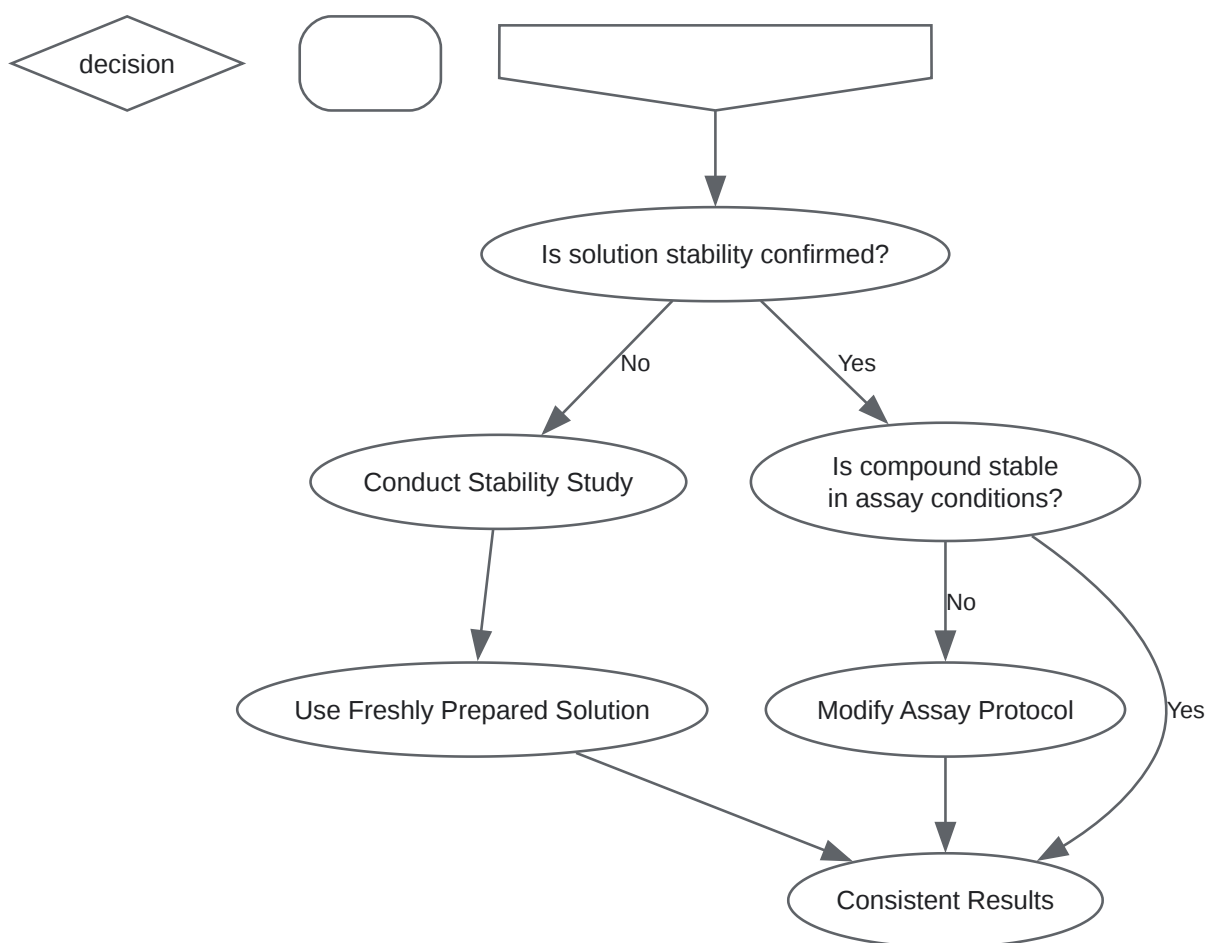 decision
Is solution stability confirmed?
No
Yes
Conduct Stability Study
Is compound stable
in assay conditions?
No
Use Freshly Prepared Solution
Modify Assay Protocol
Yes
Consistent Results